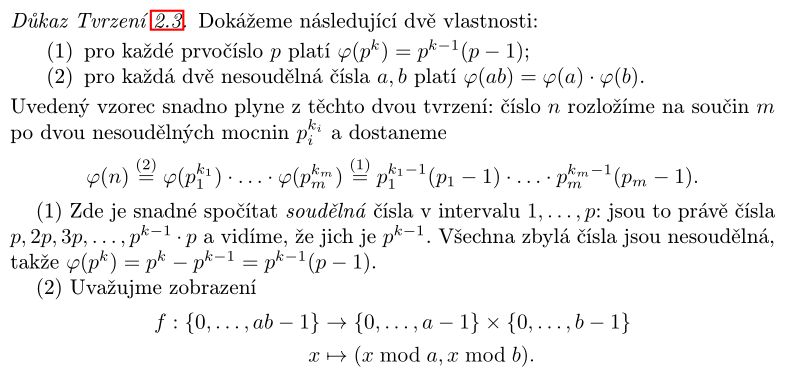 Důkaz Tvrzení 2.3. Dokážeme následující dvě vlastnosti:
(1) pro každé prvočíslo p platí φ(p^k) = p^{k−1}(p − 1);
(2) pro každá dvě nesoudělná čísla a, b platí φ(ab) = φ(a) · φ(b).
Uvedený vzorec snadno plyne z těchto dvou tvrzení: číslo n rozložíme na součin m
po dvou nesoudělných mocnin p_i^{k_i} a dostaneme
φ(n) \stackrel{(2)}{=} φ(p_1^{k_1}) · . . . · φ(p_m^{k_m}) \stackrel{(1)}{=} p_1^{k_1−1}(p_1 − 1) · . . . · p_m^{k_m−1}(p_m − 1).
(1) Zde je snadné spočítat soudělná čísla v intervalu 1, . . . , p: jsou to právě čísla
p, 2p, 3p, . . . , p^{k−1} · p a vidíme, že jich je p^{k−1}. Všechna zbylá čísla jsou nesoudělná,
takže φ(p^k) = p^k − p^{k−1} = p^{k−1}(p − 1).
(2) Uvažujme zobrazení
f : {0, . . . , ab − 1} → {0, . . . , a − 1} × {0, . . . , b − 1}
x ↦ (x mod a, x mod b).